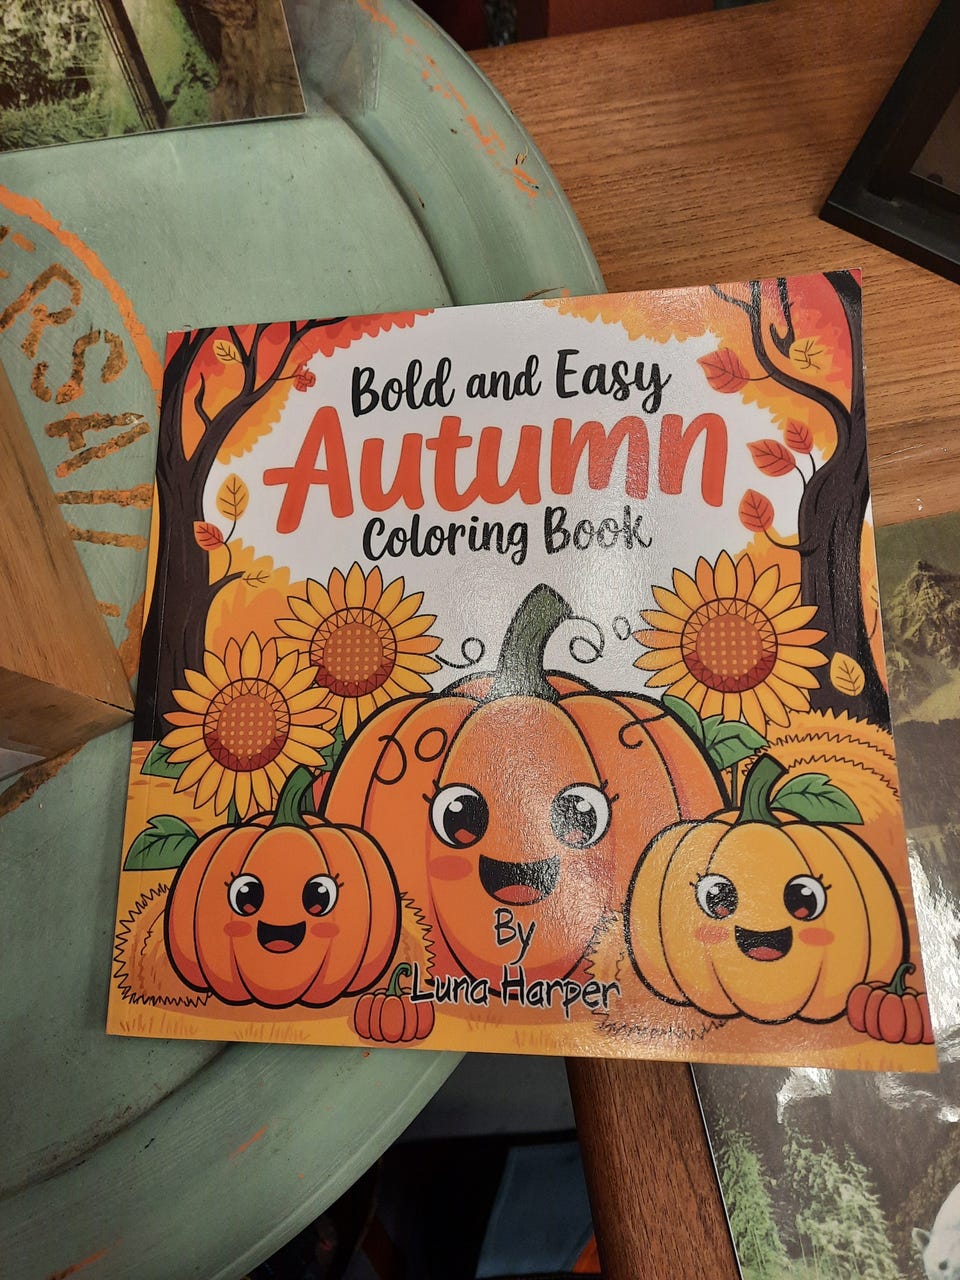 Bold and Easy
Autumn
Coloring Book
By
Luna Harper